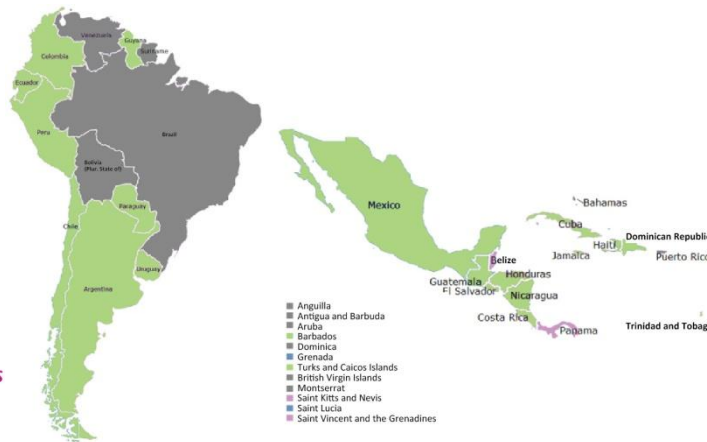 Venezuela
Guyana
Suriname
Colombia
Ecuador
Peru
Brasil
Bolivia
(Plur. State of)
Paraguay
Chile
Uruguay
Argentina
Mexico
Bahamas
Cuba
Dominican Republic
Haiti
Jamaica
Puerto Rico
Belize
Honduras
Guatemala
El Salvador
Nicaragua
Costa Rica
Panama
Trinidad and Tobag
Anguilla
Antigua and Barbuda
Aruba
Barbados
Dominica
Grenada
Turks and Caicos Islands
British Virgin Islands
Montserrat
Saint Kitts and Nevis
Saint Lucia
Saint Vincent and the Grenadines
s